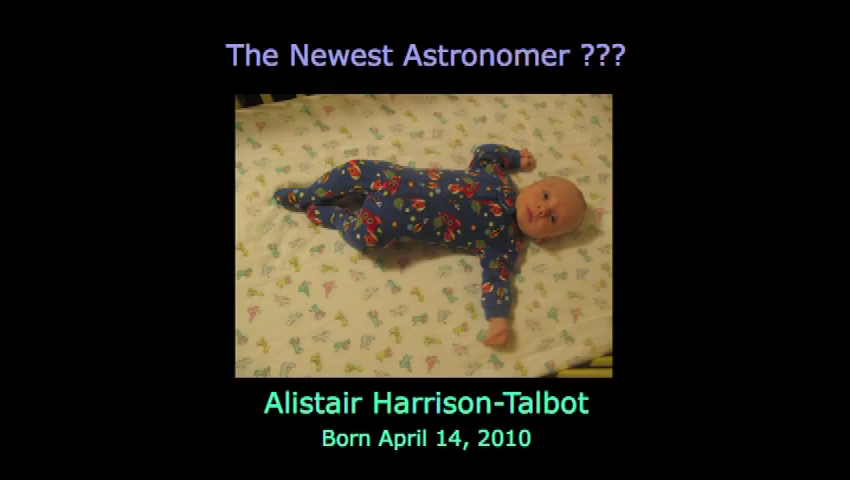 The Newest Astronomer ???
Alistair Harrison-Talbot
Born April 14, 2010